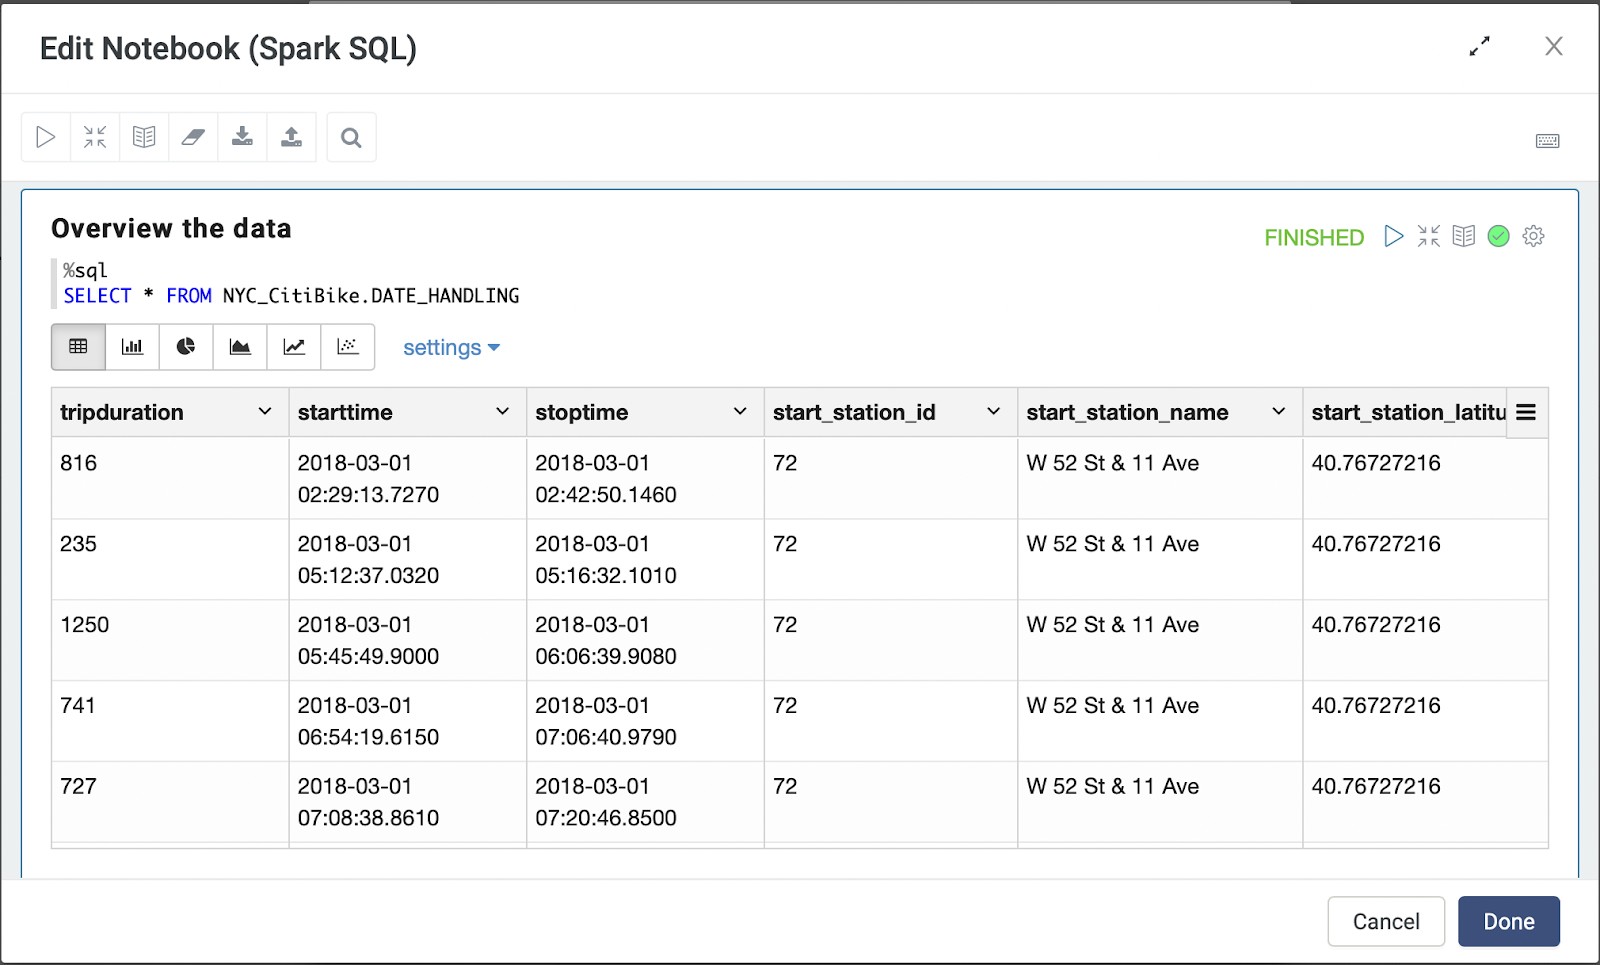 Edit Notebook (Spark SQL)
Overview the data
FINISHED
%sql
SELECT * FROM NYC_CitiBike.DATE_HANDLING
settings
tripduration starttime stoptime start_station_id start_station_name start_station_latitu
816 2018-03-01 2018-03-01 72 W 52 St & 11 Ave 40.76727216
02:29:13.7270 02:42:50.1460
235 2018-03-01 2018-03-01 72 W 52 St & 11 Ave 40.76727216
05:12:37.0320 05:16:32.1010
1250 2018-03-01 2018-03-01 72 W 52 St & 11 Ave 40.76727216
05:45:49.9000 06:06:39.9080
741 2018-03-01 2018-03-01 72 W 52 St & 11 Ave 40.76727216
06:54:19.6150 07:06:40.9790
727 2018-03-01 2018-03-01 72 W 52 St & 11 Ave 40.76727216
07:08:38.8610 07:20:46.8500
Cancel Done